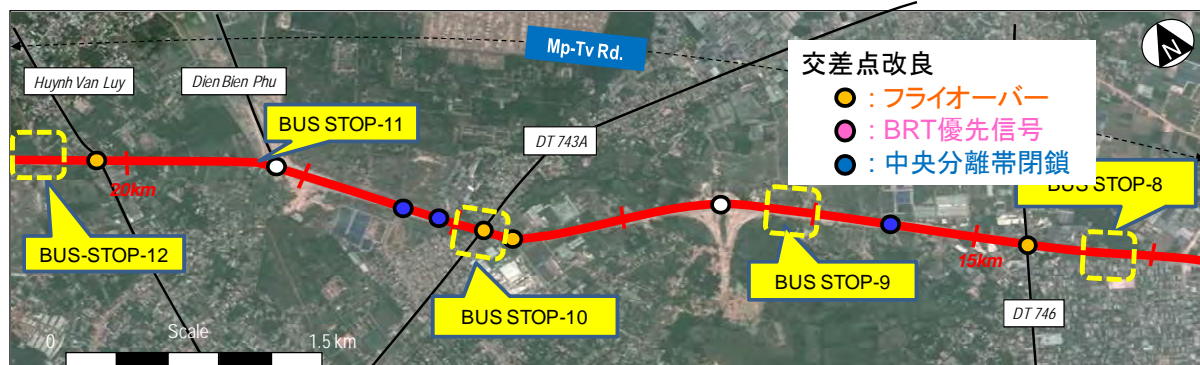 Mp-Tv Rd.
N
Huynh Van Luy
Dien Bien Phu
交差点改良
: フライオーバー
: BRT優先信号
: 中央分離帯閉鎖
BUS STOP-11
DT 743A
BUS STOP-8
20km
BUS-STOP-12
15km
BUS STOP-9
BUS STOP-10
DT 746
0
Scale
1.5 km